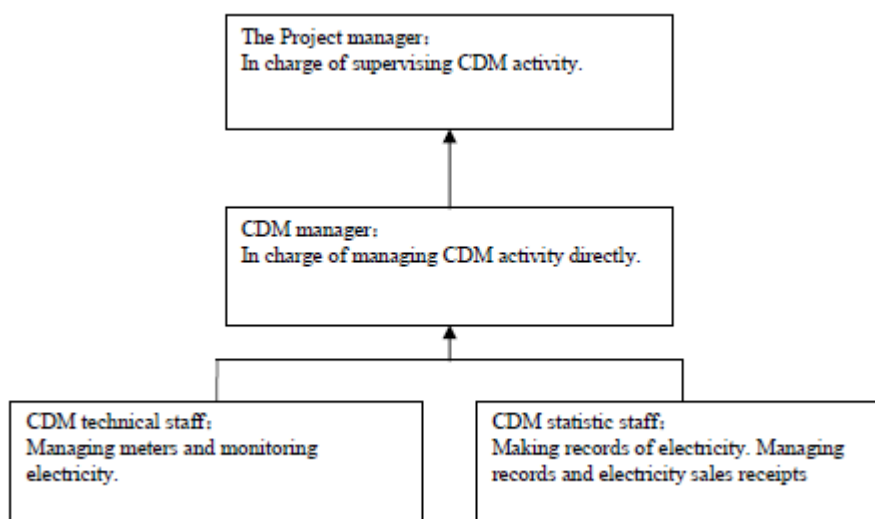 The Project manager：
In charge of supervising CDM activity.
CDM manager：
In charge of managing CDM activity directly.
CDM technical staff：
Managing meters and monitoring
electricity.
CDM statistic staff：
Making records of electricity. Managing
records and electricity sales receipts